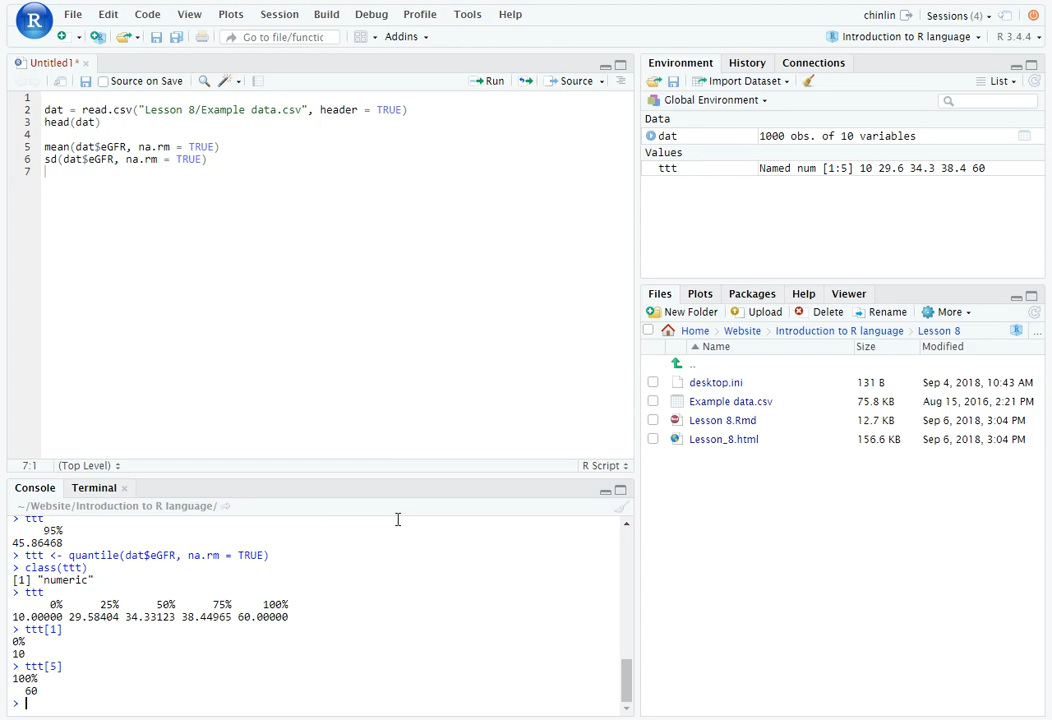 R
File Edit Code View Plots Session Build Debug Profile Tools Help
chinlin Sessions (4)
Go to file/functic Addins
Introduction to R language R 3.4.4
Untitled1* ×
Source on Save Run Source
1
2 dat = read.csv("Lesson 8/Example data.csv", header = TRUE)
3 head(dat)
4
5 mean(dat$eGFR, na.rm = TRUE)
6 sd(dat$eGFR, na.rm = TRUE)
7
7:1 (Top Level) R Script
Console Terminal ×
~/Website/Introduction to R language/
> ttt
95%
45.86468
> ttt <- quantile(dat$eGFR, na.rm = TRUE)
> class(ttt)
[1] "numeric"
> ttt
0% 25% 50% 75% 100%
10.00000 29.58404 34.33123 38.44965 60.00000
> ttt[1]
0%
10
> ttt[5]
100%
60
>
Environment History Connections
Import Dataset List
Global Environment
Data
dat 1000 obs. of 10 variables
Values
ttt Named num [1:5] 10 29.6 34.3 38.4 60
Files Plots Packages Help Viewer
New Folder Upload Delete Rename More
Home Website Introduction to R language Lesson 8 ...
Name Size Modified
..
desktop.ini 131 B Sep 4, 2018, 10:43 AM
Example data.csv 75.8 KB Aug 15, 2016, 2:21 PM
Lesson 8.Rmd 12.7 KB Sep 6, 2018, 3:04 PM
Lesson_8.html 156.6 KB Sep 6, 2018, 3:04 PM